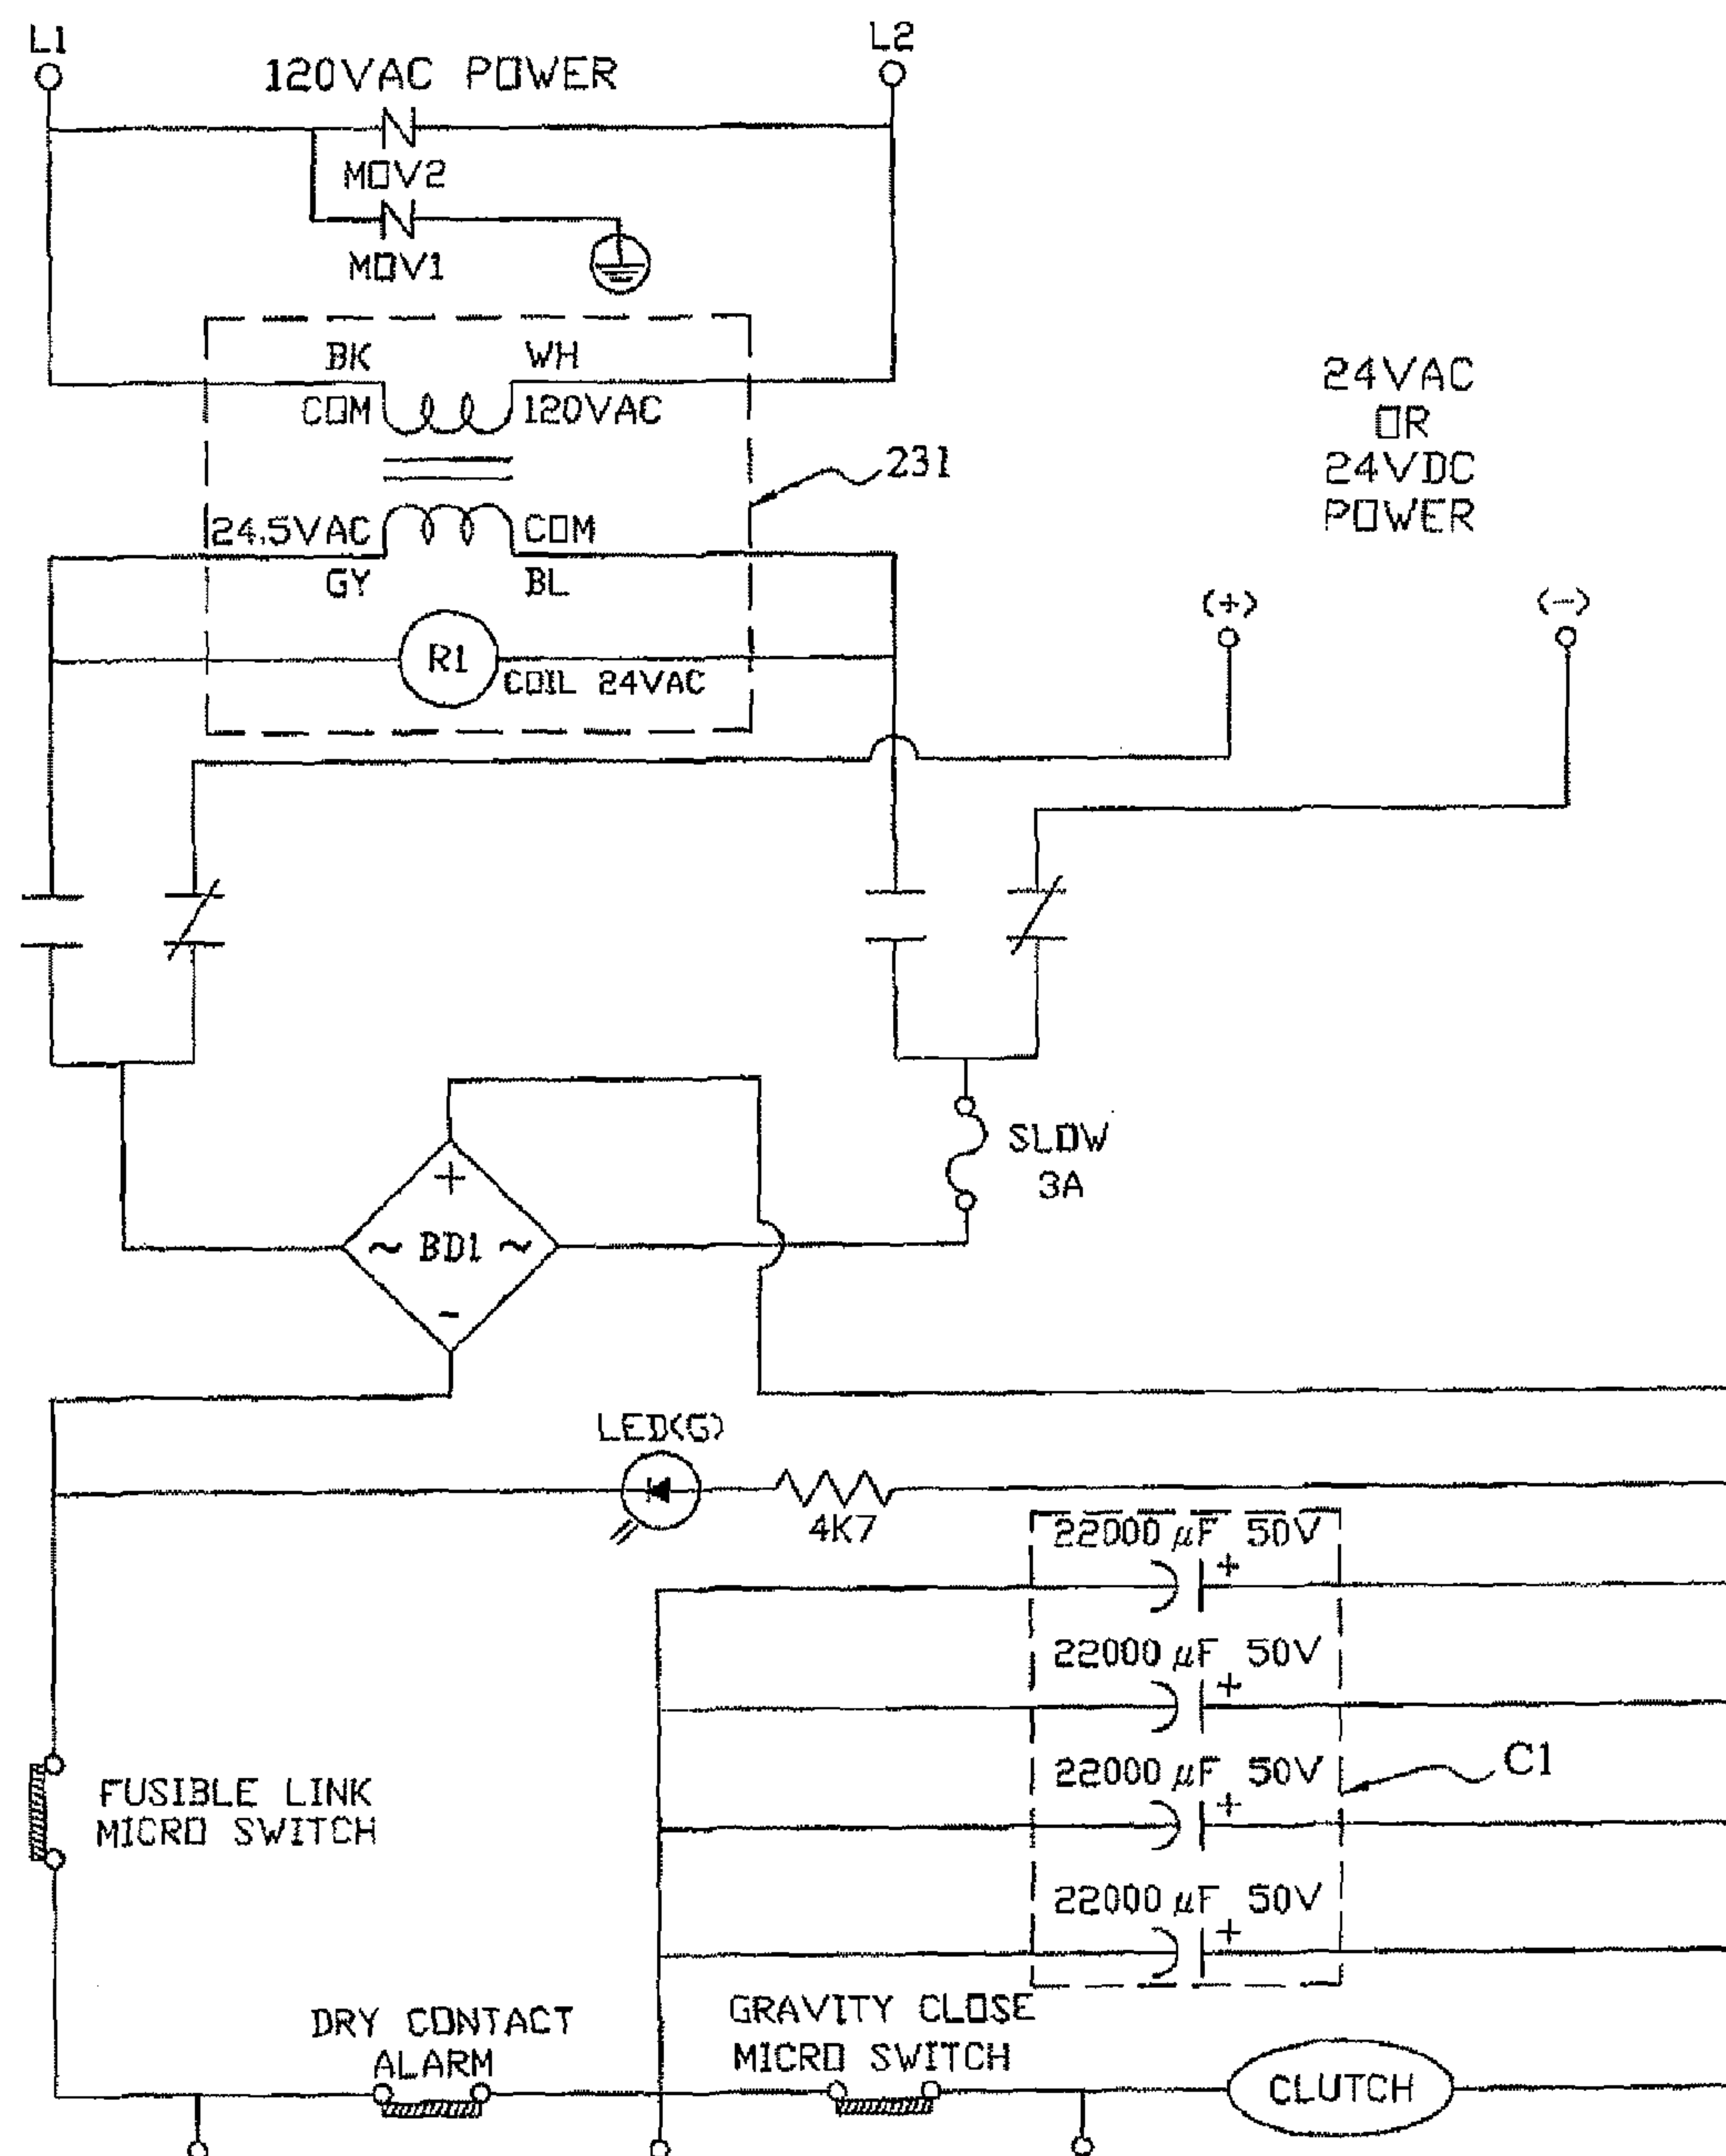 L1
L2
120VAC POWER
MOV2
MOV1
BK
WH
COM
120VAC
231
24VAC
OR
24VDC
POWER
24.5VAC
COM
GY
BL
(+)
(-)
R1
COIL 24VAC
SLOW
3A
+
~ BD1 ~
-
LED(G)
4K7
22000 µF 50V
+
22000 µF 50V
+
22000 µF 50V
+
C1
FUSIBLE LINK
MICRO SWITCH
22000 µF 50V
+
DRY CONTACT
ALARM
GRAVITY CLOSE
MICRO SWITCH
CLUTCH